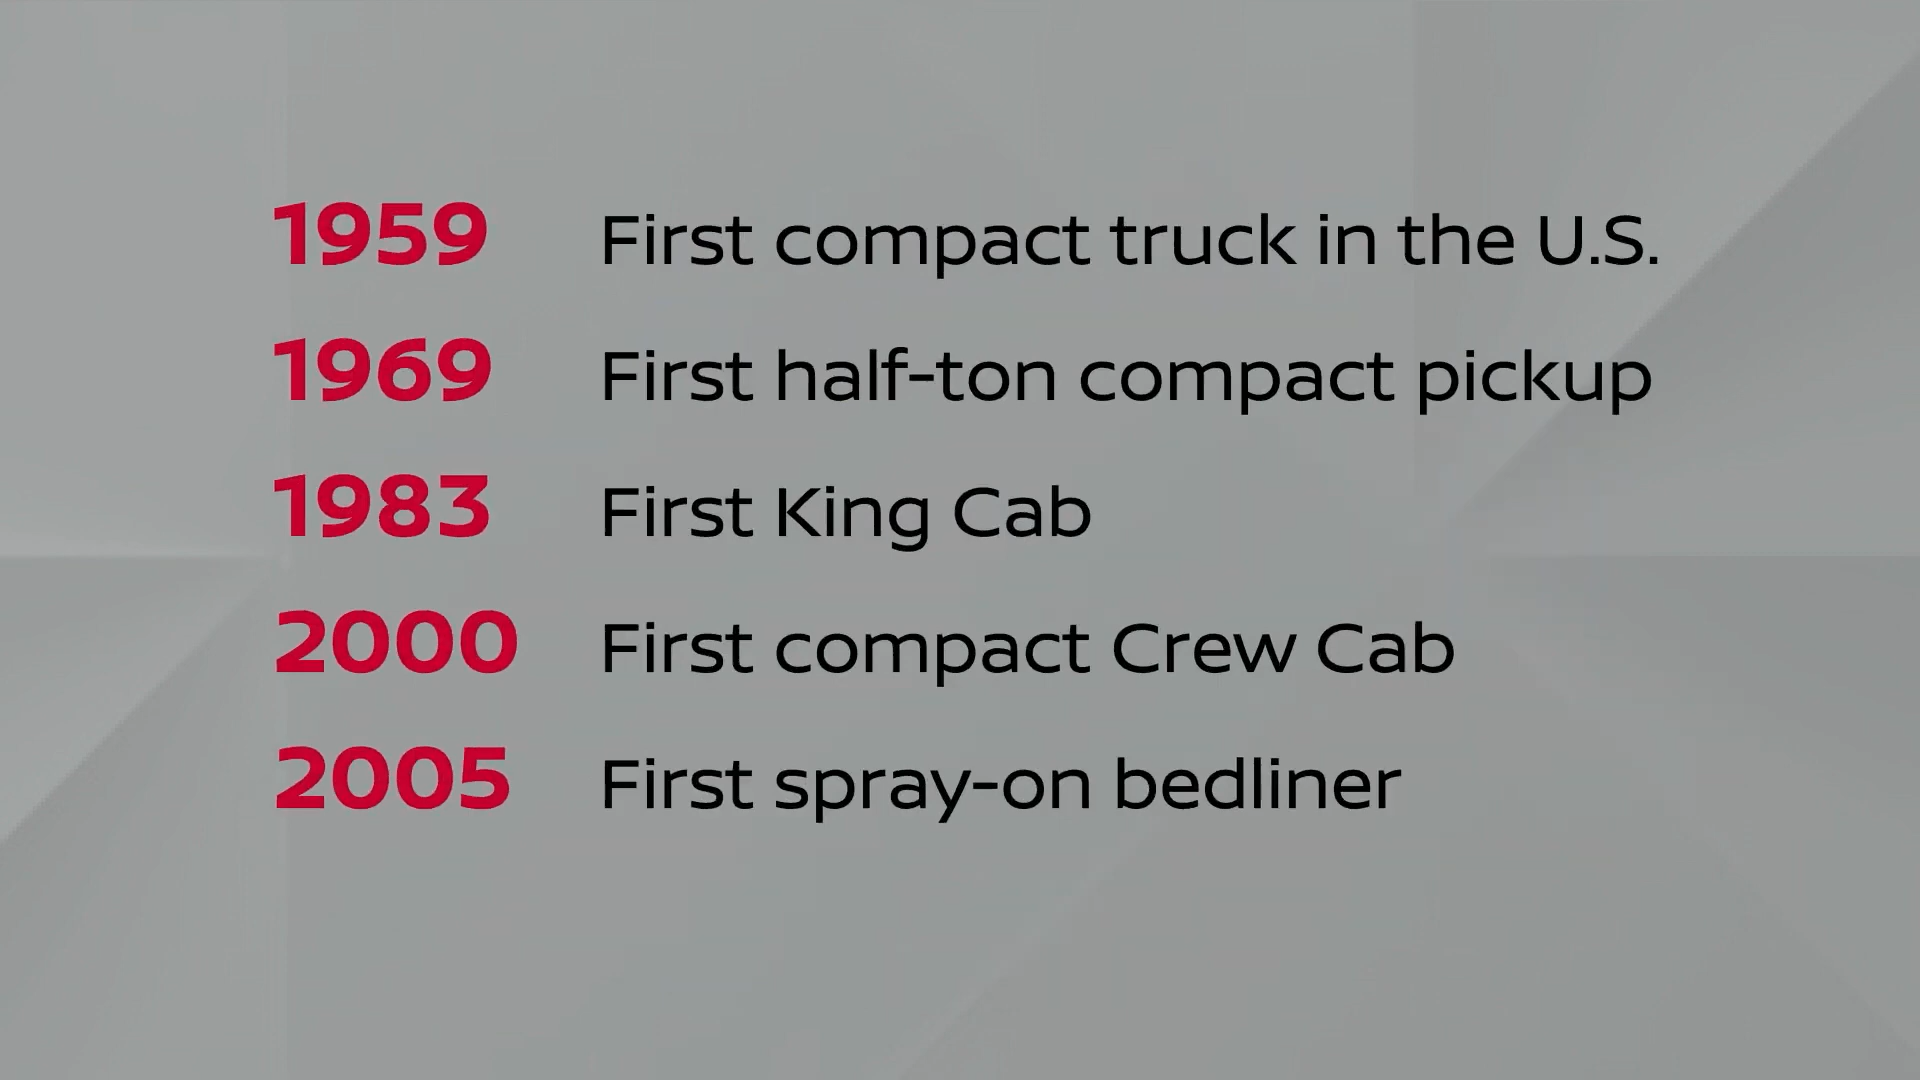 1959 First compact truck in the U.S.
1969 First half-ton compact pickup
1983 First King Cab
2000 First compact Crew Cab
2005 First spray-on bedliner